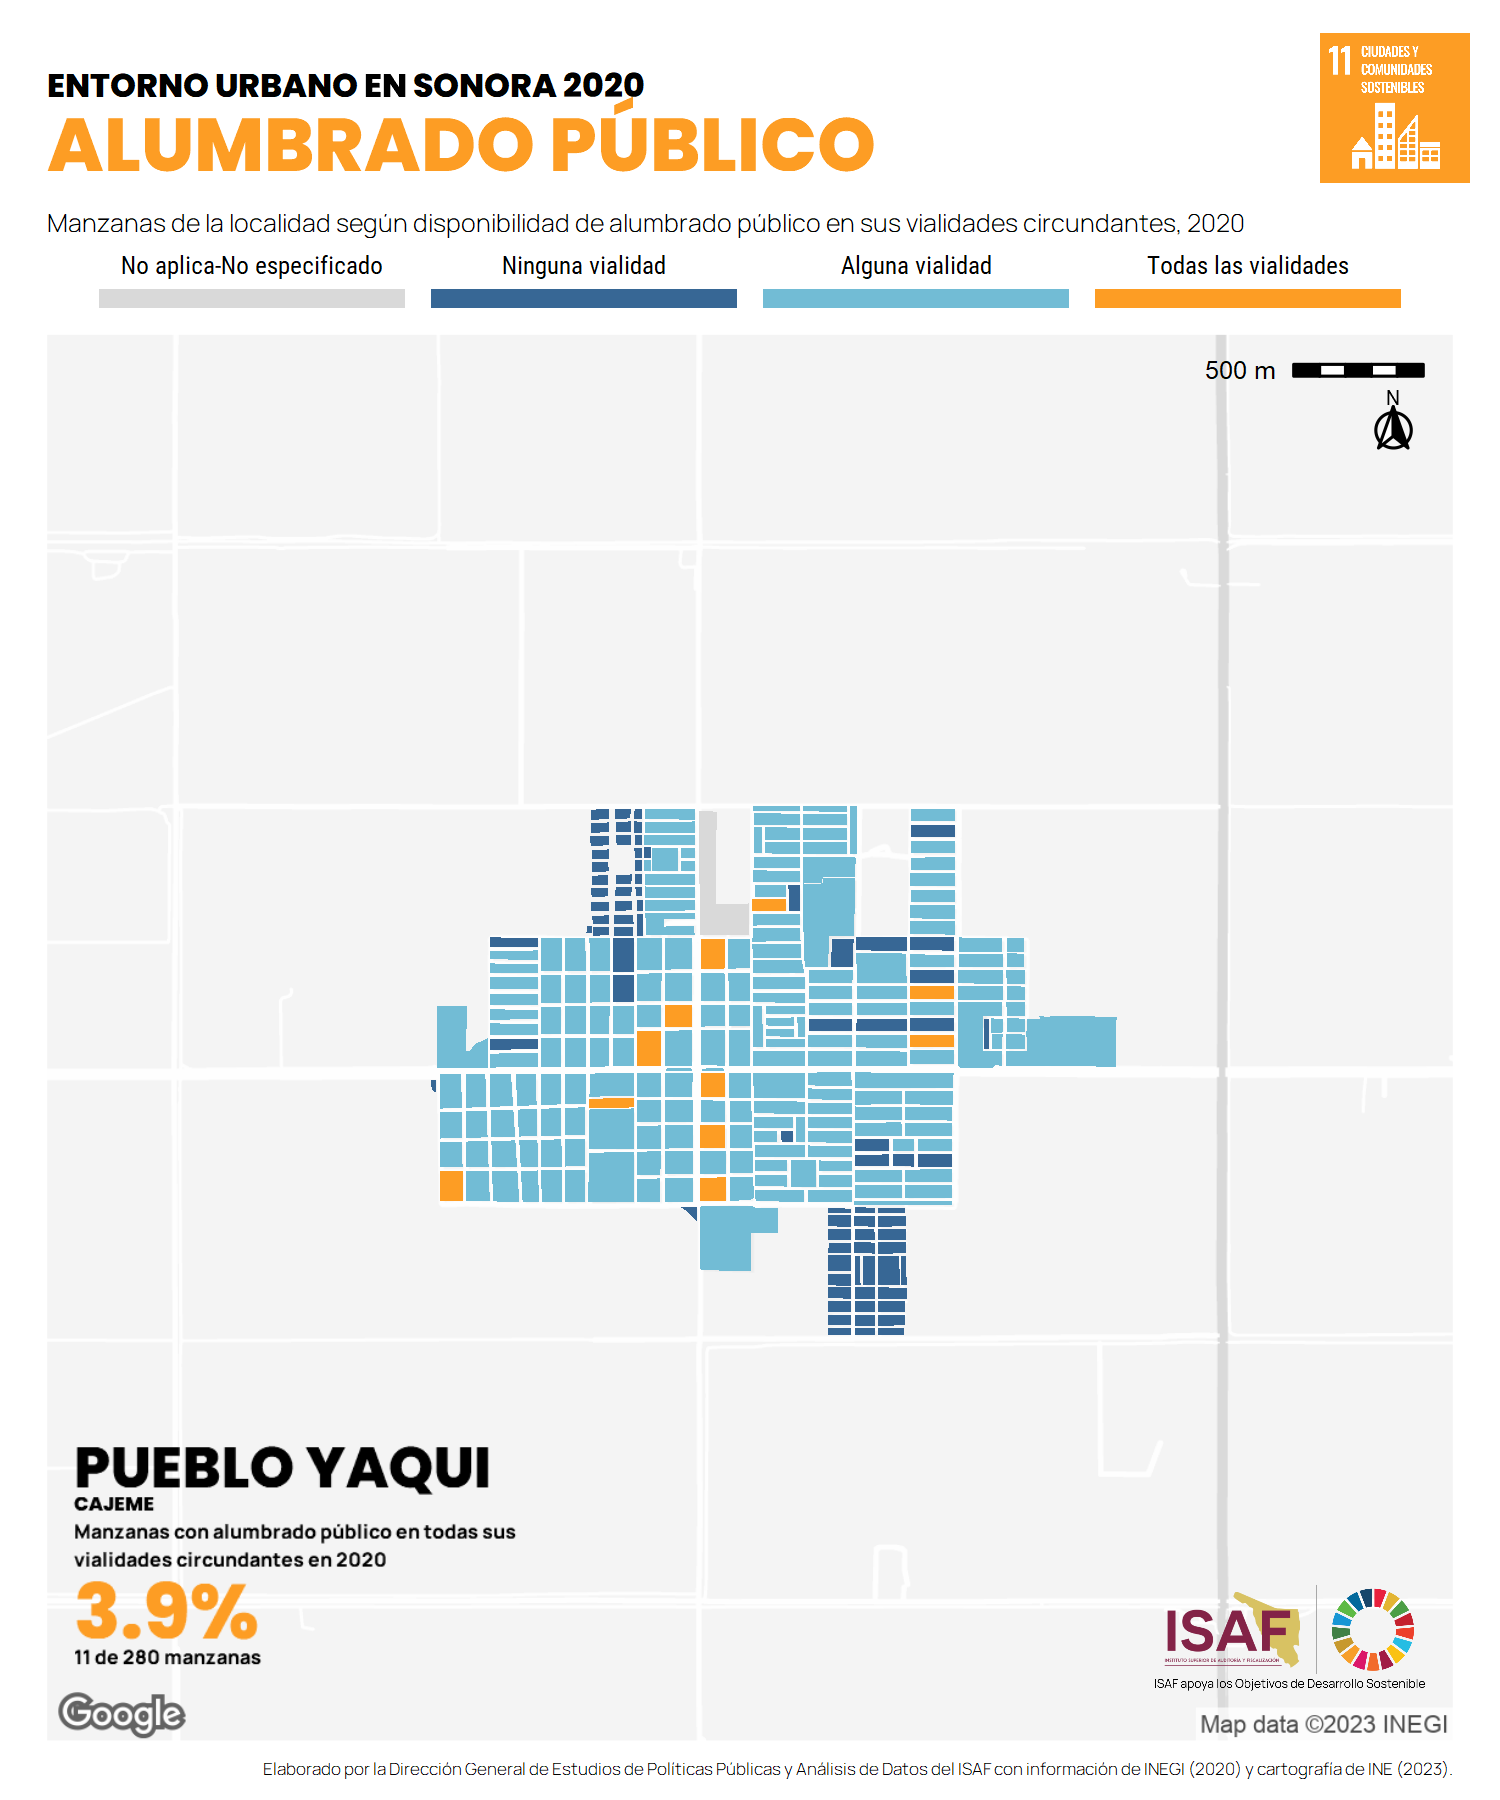 ENTORNO URBANO EN SONORA 2020
ALUMBRADO PÚBLICO
11 CIUDADES Y
COMUNIDADES
SOSTENIBLES
Manzanas de la localidad según disponibilidad de alumbrado público en sus vialidades circundantes, 2020
No aplica-No especificado
Ninguna vialidad
Alguna vialidad
Todas las vialidades
500 m
N
PUEBLO YAQUI
CAJEME
Manzanas con alumbrado público en todas sus
vialidades circundantes en 2020
3.9%
11 de 280 manzanas
ISAF
INSTITUTO SUPERIOR DE AUDITORÍA Y FISCALIZACIÓN
ISAF apoya los Objetivos de Desarrollo Sostenible
Google
Map data ©2023 INEGI
Elaborado por la Dirección General de Estudios de Políticas Públicas y Análisis de Datos del ISAF con información de INEGI (2020) y cartografía de INE (2023).